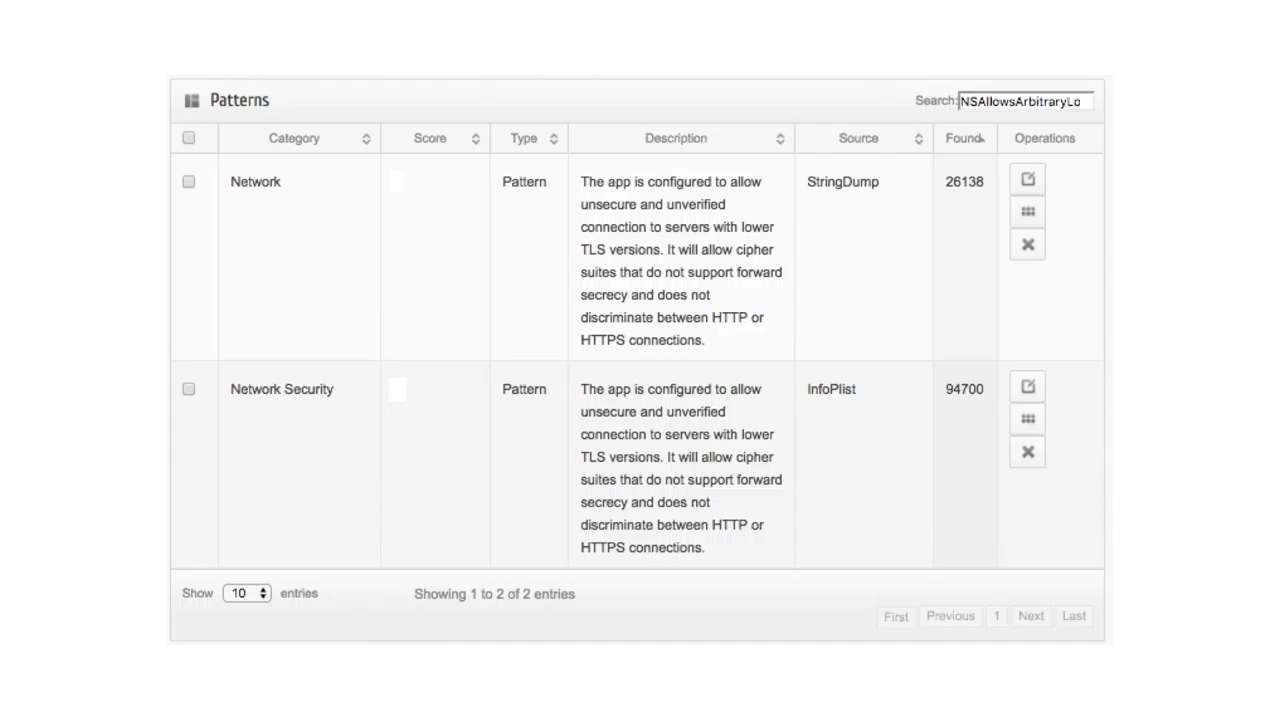 Patterns
Search: NSAllowsArbitraryLo
Category Score Type Description Source Found Operations
Network Pattern The app is configured to allow StringDump 26138
unsecure and unverified
connection to servers with lower
TLS versions. It will allow cipher
suites that do not support forward
secrecy and does not
discriminate between HTTP or
HTTPS connections.
Network Security Pattern The app is configured to allow InfoPlist 94700
unsecure and unverified
connection to servers with lower
TLS versions. It will allow cipher
suites that do not support forward
secrecy and does not
discriminate between HTTP or
HTTPS connections.
Show 10 entries Showing 1 to 2 of 2 entries
First Previous 1 Next Last